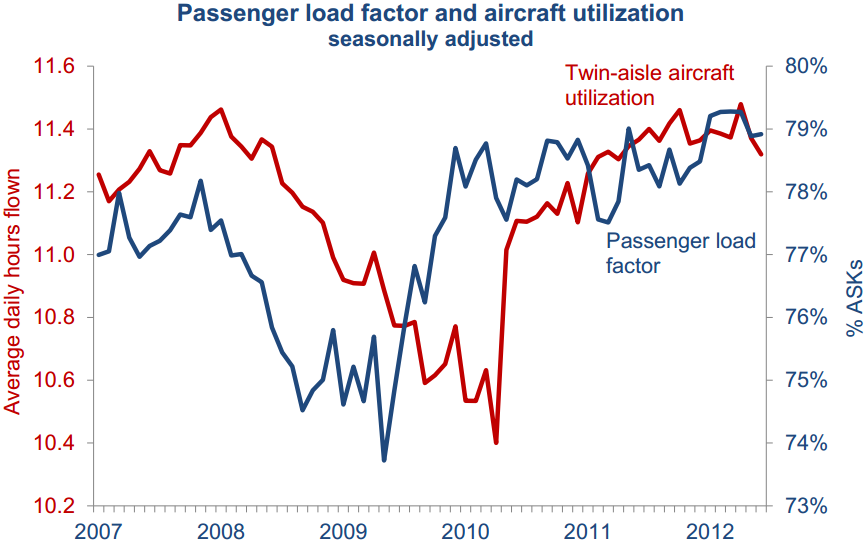 Passenger load factor and aircraft utilization
seasonally adjusted
11.6
11.4
11.2
11.0
10.8
10.6
10.4
10.2
Average daily hours flown
Twin-aisle aircraft
utilization
Passenger load
factor
80%
79%
78%
77%
76%
75%
74%
73%
% ASKs
2007
2008
2009
2010
2011
2012